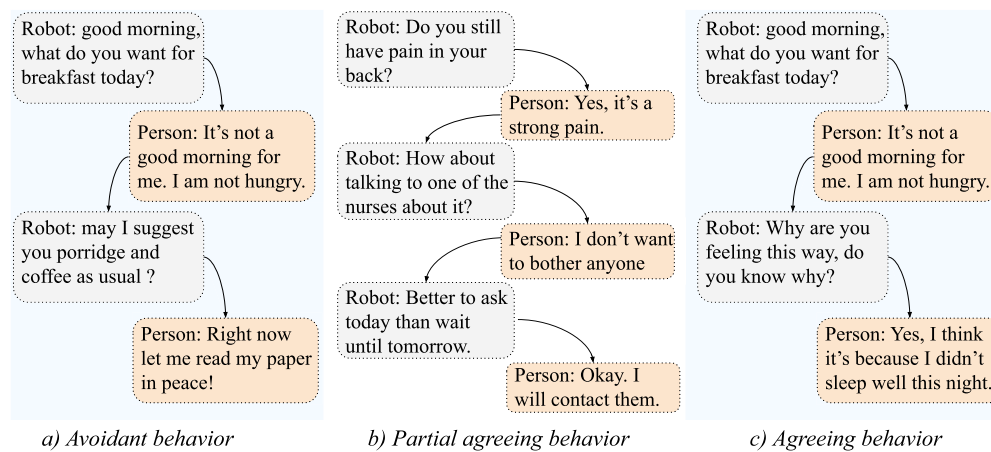 Robot: good morning,
what do you want for
breakfast today?
Person: It's not a
good morning for
me. I am not hungry.
Robot: may I suggest
you porridge and
coffee as usual ?
Person: Right now
let me read my paper
in peace!
a) Avoidant behavior
Robot: Do you still
have pain in your
back?
Person: Yes, it's a
strong pain.
Robot: How about
talking to one of the
nurses about it?
Person: I don't want
to bother anyone
Robot: Better to ask
today than wait
until tomorrow.
Person: Okay. I
will contact them.
b) Partial agreeing behavior
Robot: good morning,
what do you want for
breakfast today?
Person: It's not a
good morning for
me. I am not hungry.
Robot: Why are you
feeling this way, do
you know why?
Person: Yes, I think
it's because I didn't
sleep well this night.
c) Agreeing behavior